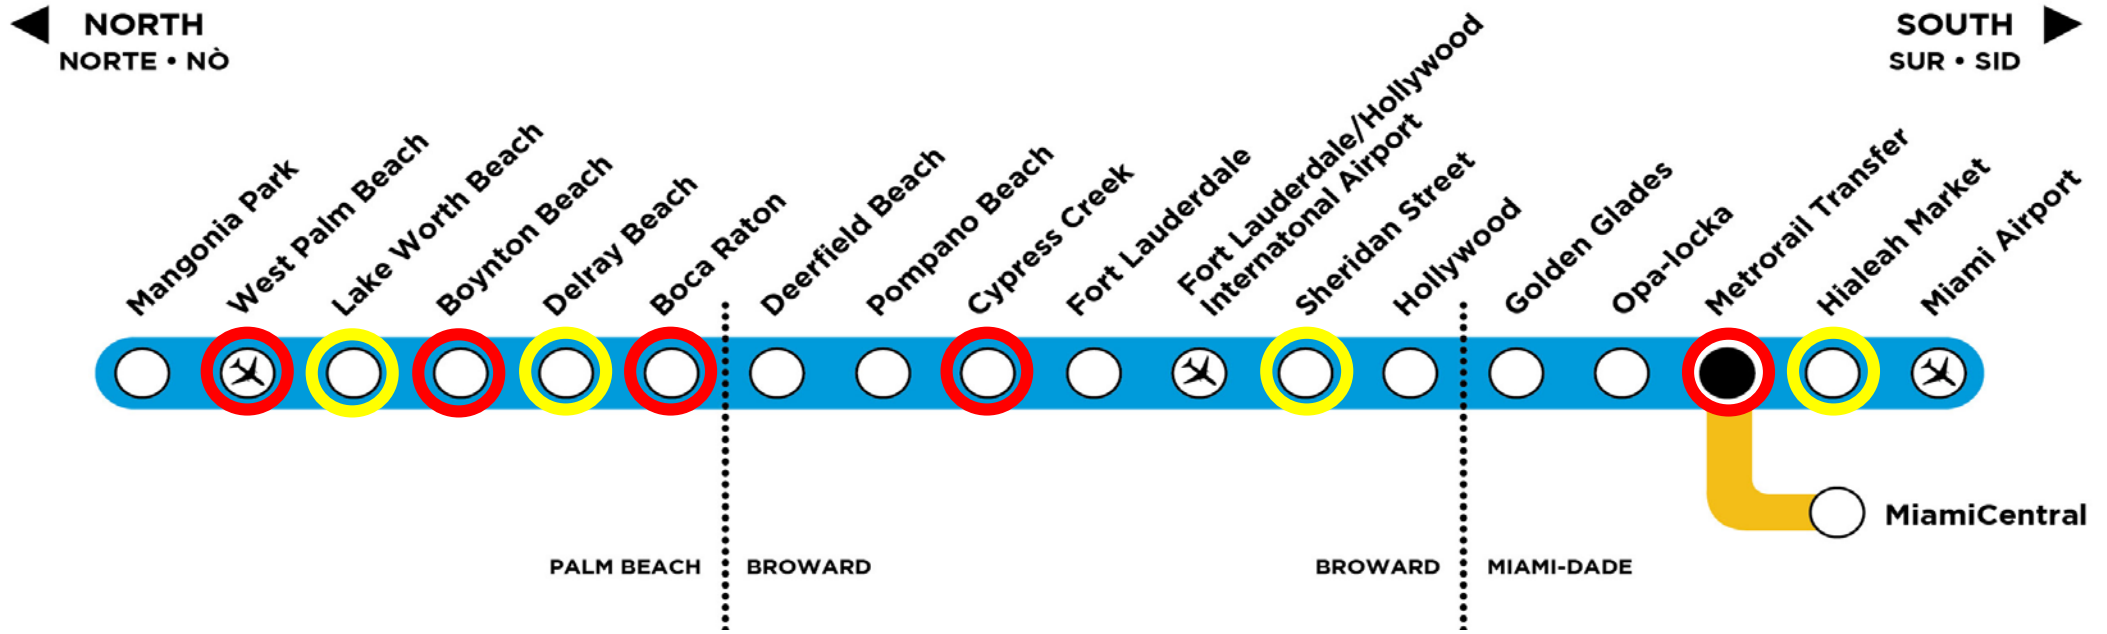 NORTH
NORTE • NÒ
SOUTH
SUR • SID
Mangonia Park
West Palm Beach
Lake Worth Beach
Boynton Beach
Delray Beach
Boca Raton
Deerfield Beach
Pompano Beach
Cypress Creek
Fort Lauderdale
Fort Lauderdale/Hollywood
Internatonal Airport
Sheridan Street
Hollywood
Golden Glades
Opa-locka
Metrorail Transfer
Hialeah Market
Miami Airport
MiamiCentral
PALM BEACH
BROWARD
BROWARD
MIAMI-DADE